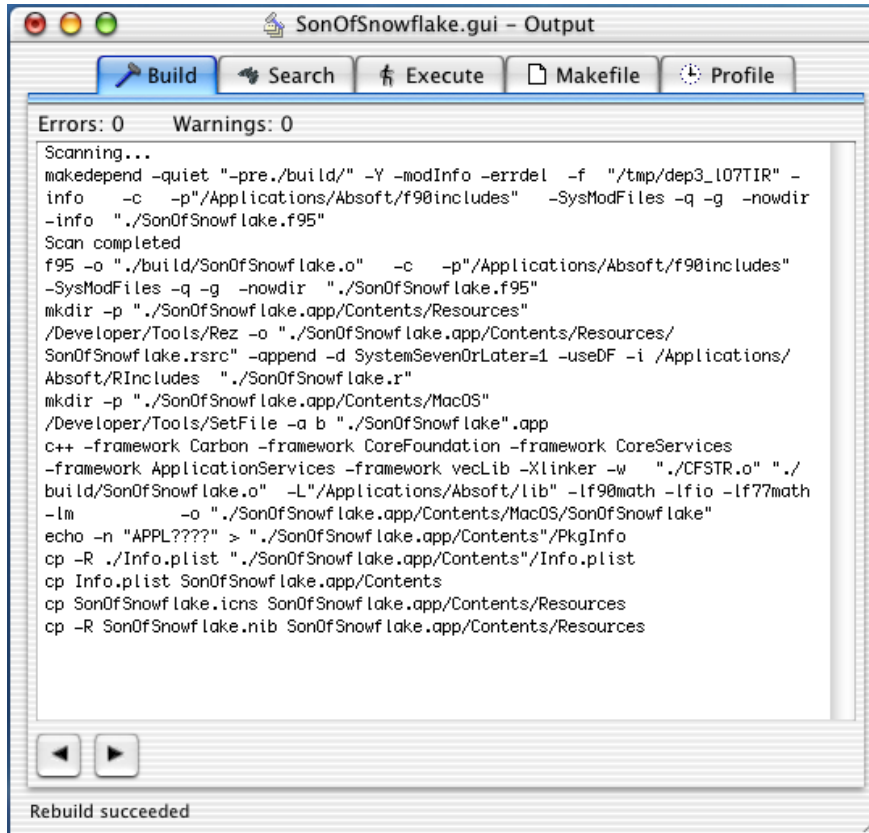 SonOfSnowflake.gui – Output
Build Search Execute Makefile Profile
Errors: 0 Warnings: 0
Scanning...
makedepend -quiet "-pre./build/" -Y -modInfo -errdel -f "/tmp/dep3_lO7TIR" -
info -c -p"/Applications/Absoft/f90includes" -SysModFiles -q -g -nowdir
-info "./SonOfSnowflake.f95"
Scan completed
f95 -o "./build/SonOfSnowflake.o" -c -p"/Applications/Absoft/f90includes"
-SysModFiles -q -g -nowdir "./SonOfSnowflake.f95"
mkdir -p "./SonOfSnowflake.app/Contents/Resources"
/Developer/Tools/Rez -o "./SonOfSnowflake.app/Contents/Resources/
SonOfSnowflake.rsrc" -append -d SystemSevenOrLater=1 -useDF -i /Applications/
Absoft/RIncludes "./SonOfSnowflake.r"
mkdir -p "./SonOfSnowflake.app/Contents/MacOS"
/Developer/Tools/SetFile -a b "./SonOfSnowflake".app
c++ -framework Carbon -framework CoreFoundation -framework CoreServices
-framework ApplicationServices -framework vecLib -Xlinker -w "./CFSTR.o" "./
build/SonOfSnowflake.o" -L"/Applications/Absoft/lib" -lf90math -lfio -lf77math
-lm -o "./SonOfSnowflake.app/Contents/MacOS/SonOfSnowflake"
echo -n "APPL????" > "./SonOfSnowflake.app/Contents"/PkgInfo
cp -R ./Info.plist "./SonOfSnowflake.app/Contents"/Info.plist
cp Info.plist SonOfSnowflake.app/Contents
cp SonOfSnowflake.icns SonOfSnowflake.app/Contents/Resources
cp -R SonOfSnowflake.nib SonOfSnowflake.app/Contents/Resources
Rebuild succeeded